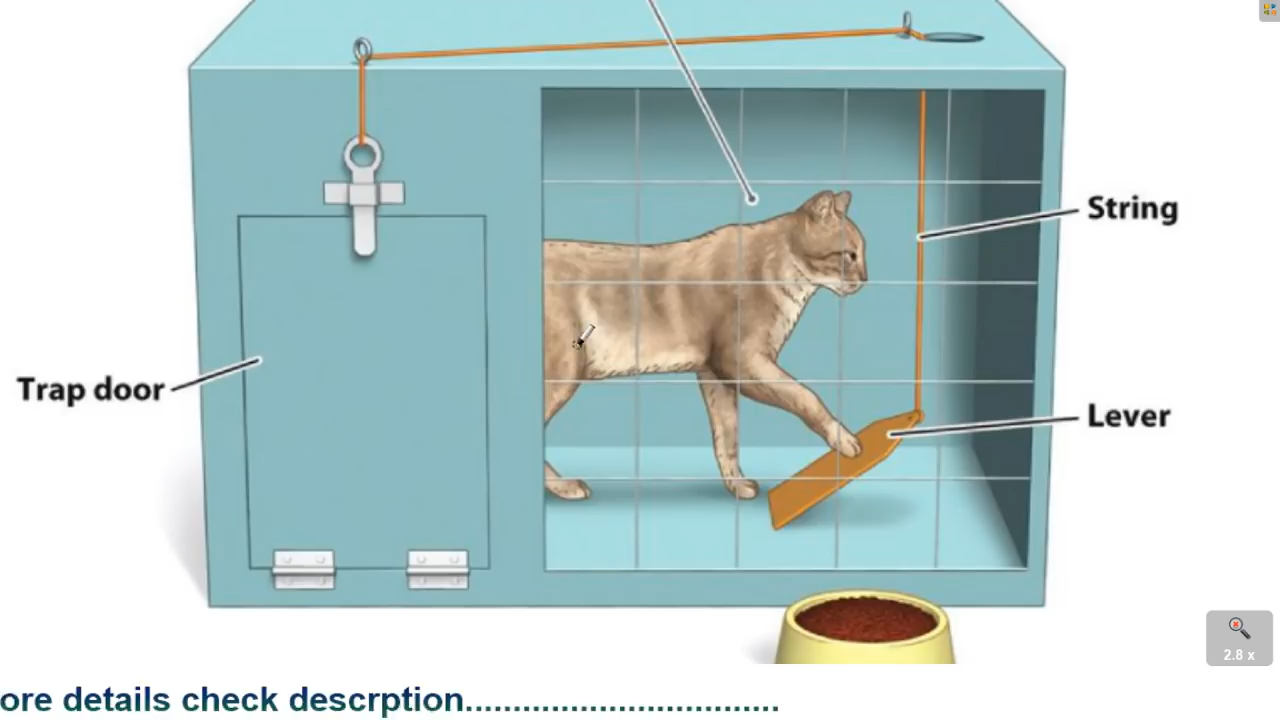 String
Trap door
Lever
2.8 x
ore details check descrption.................................